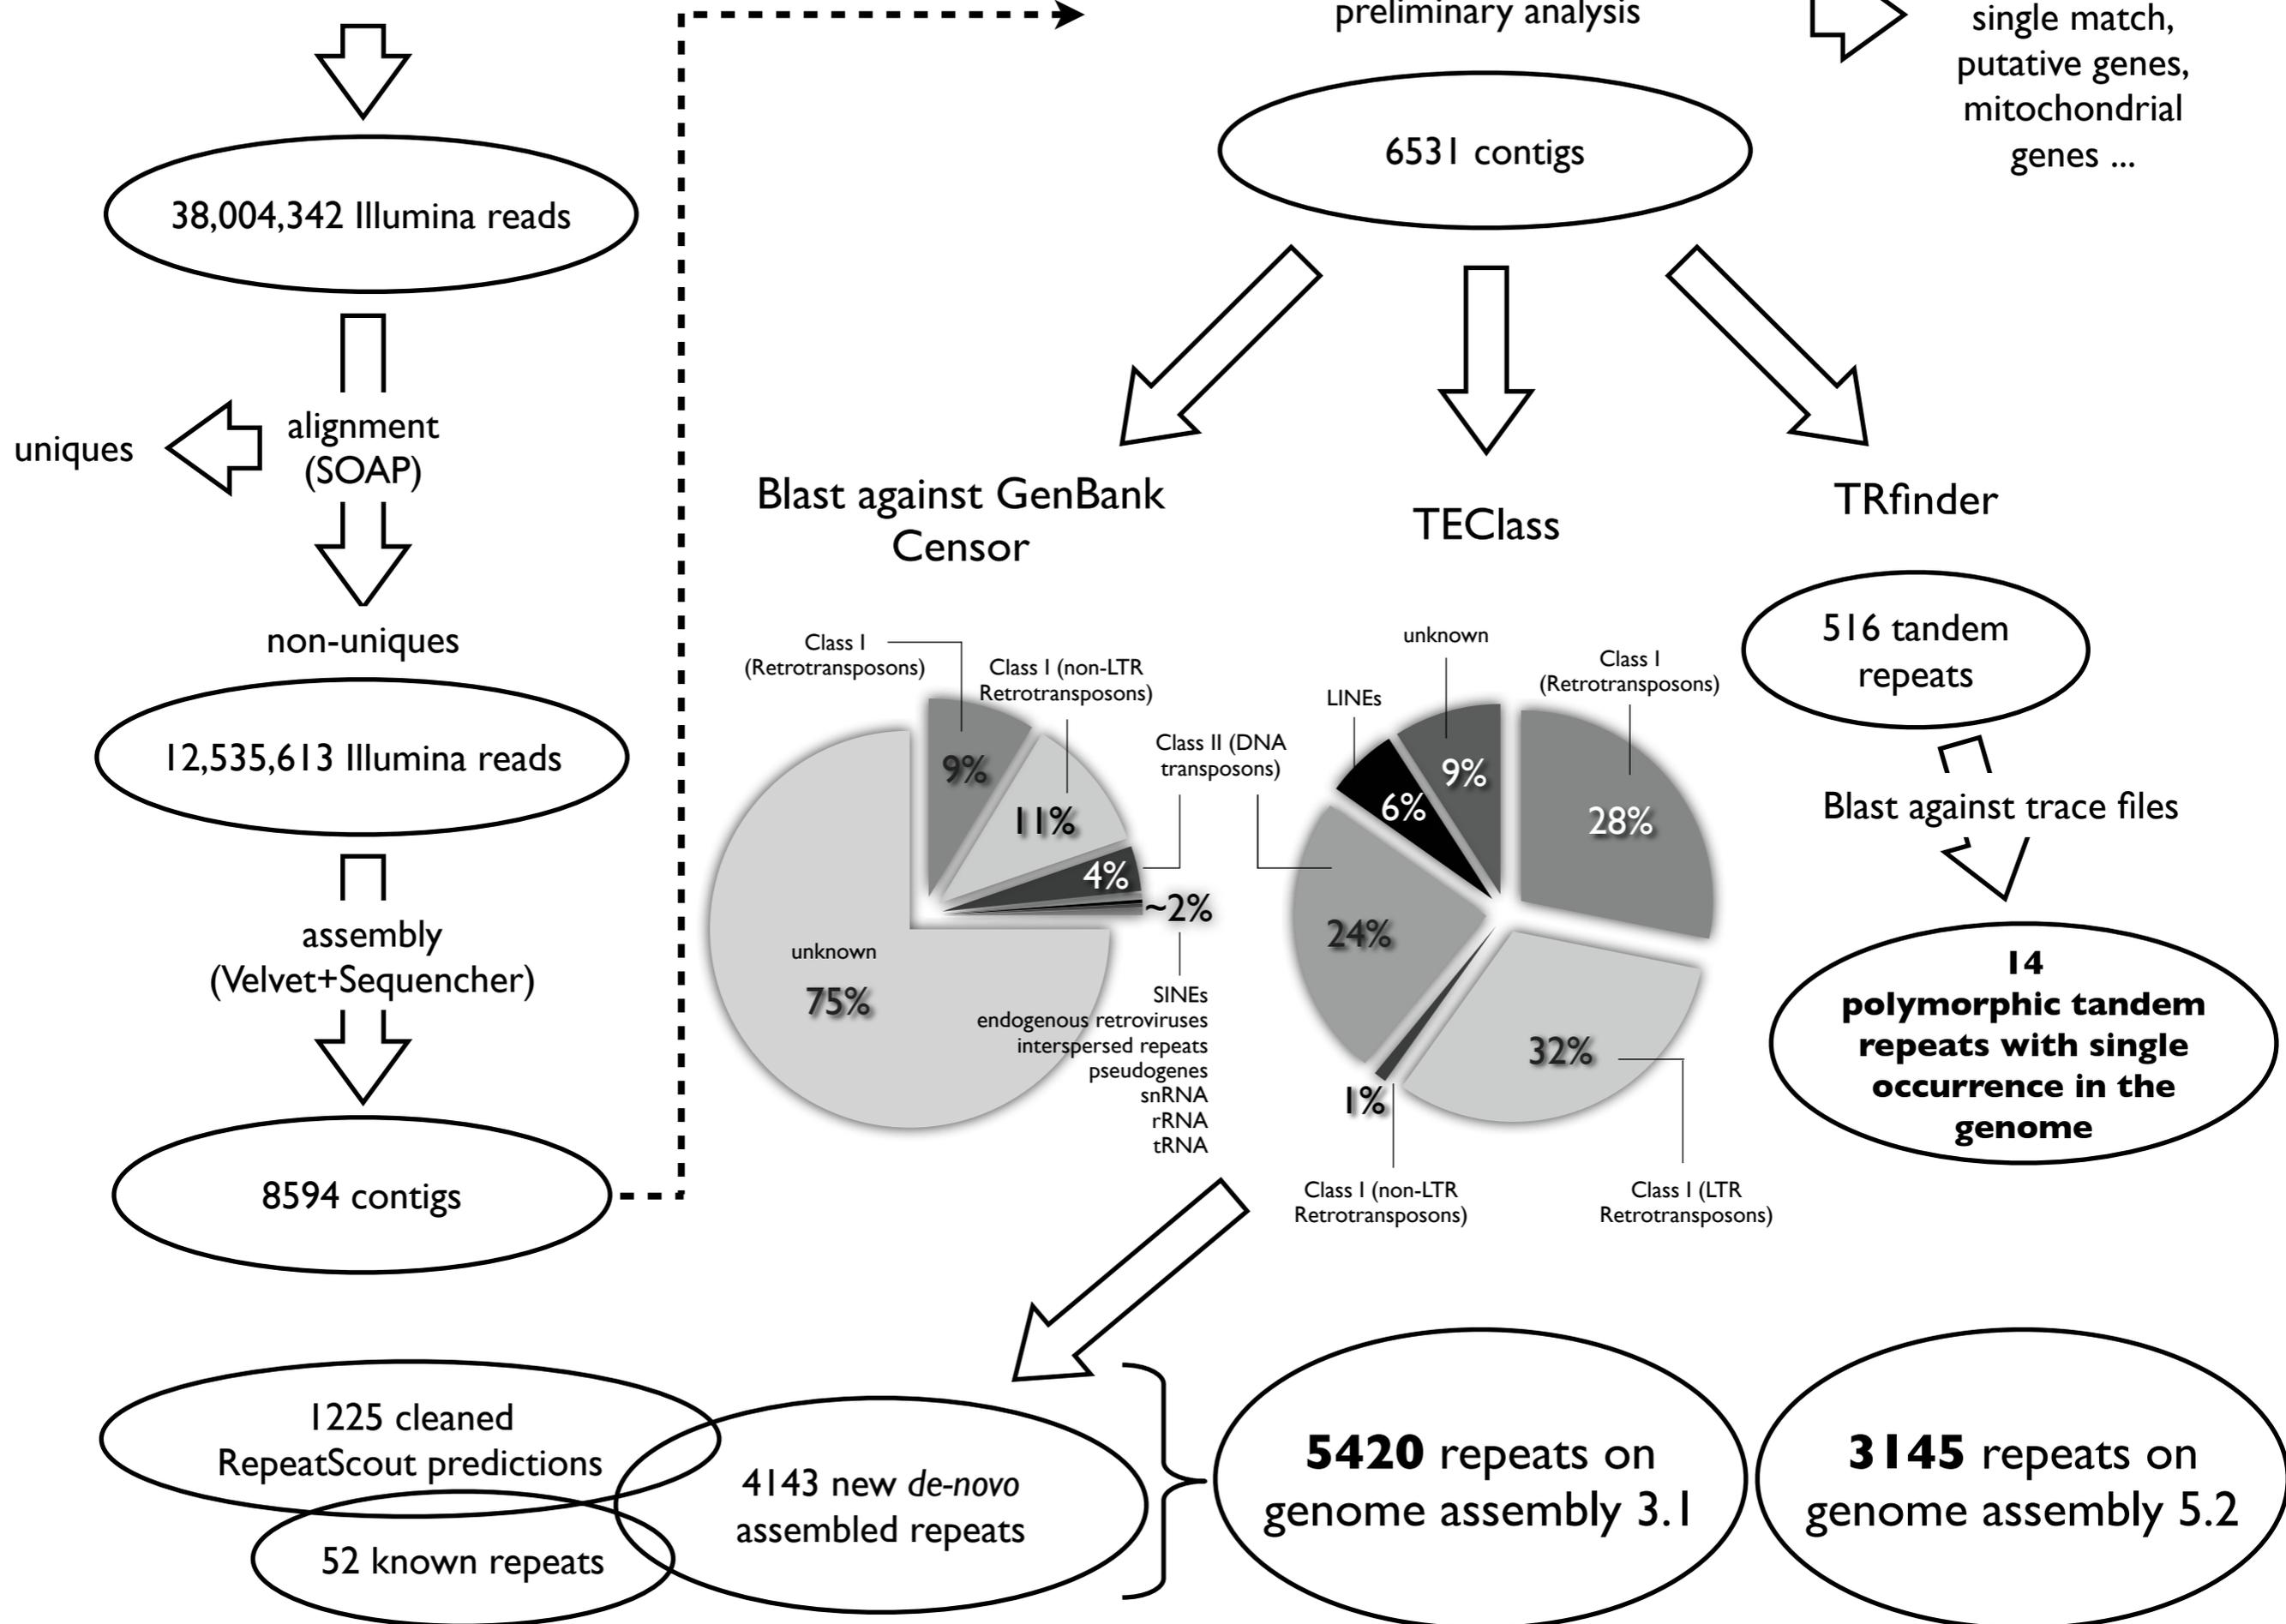 preliminary analysis
single match,
putative genes,
mitochondrial
genes ...
38,004,342 Illumina reads
uniques
alignment
(SOAP)
non-uniques
12,535,613 Illumina reads
assembly
(Velvet+Sequencher)
8594 contigs
6531 contigs
Blast against GenBank
Censor
TEClass
TRfinder
Class I
(Retrotransposons)
Class I (non-LTR
Retrotransposons)
Class II (DNA
transposons)
9%
11%
4%
~2%
unknown
75%
SINEs
endogenous retroviruses
interspersed repeats
pseudogenes
snRNA
rRNA
tRNA
unknown
LINEs
Class I
(Retrotransposons)
9%
6%
28%
24%
32%
1%
Class I (non-LTR
Retrotransposons)
Class I (LTR
Retrotransposons)
516 tandem
repeats
Blast against trace files
14
polymorphic tandem
repeats with single
occurrence in the
genome
1225 cleaned
RepeatScout predictions
52 known repeats
4143 new de-novo
assembled repeats
5420 repeats on
genome assembly 3.1
3145 repeats on
genome assembly 5.2